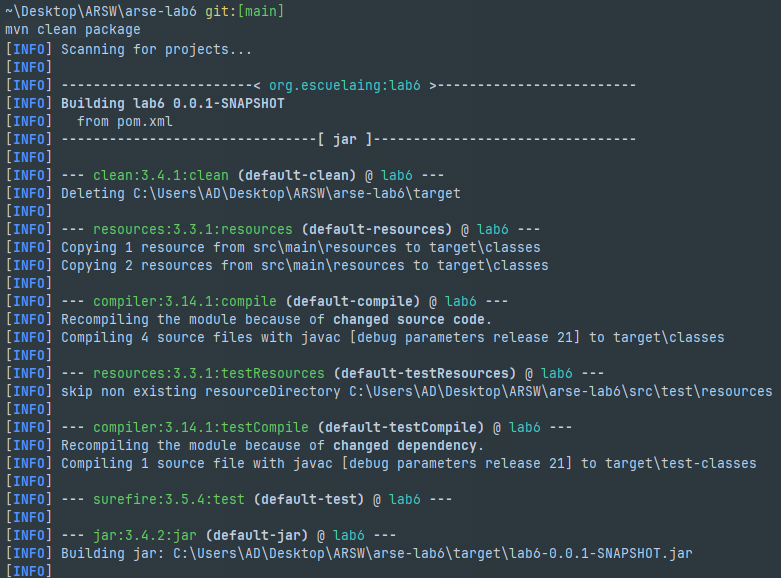 ~\Desktop\ARSW\arse-lab6 git:[main]
mvn clean package
[INFO] Scanning for projects...
[INFO]
[INFO] ------------------------< org.escuelaing:lab6 >-------------------------
[INFO] Building lab6 0.0.1-SNAPSHOT
[INFO]   from pom.xml
[INFO] --------------------------------[ jar ]---------------------------------
[INFO]
[INFO] --- clean:3.4.1:clean (default-clean) @ lab6 ---
[INFO] Deleting C:\Users\AD\Desktop\ARSW\arse-lab6\target
[INFO]
[INFO] --- resources:3.3.1:resources (default-resources) @ lab6 ---
[INFO] Copying 1 resource from src\main\resources to target\classes
[INFO] Copying 2 resources from src\main\resources to target\classes
[INFO]
[INFO] --- compiler:3.14.1:compile (default-compile) @ lab6 ---
[INFO] Recompiling the module because of changed source code.
[INFO] Compiling 4 source files with javac [debug parameters release 21] to target\classes
[INFO]
[INFO] --- resources:3.3.1:testResources (default-testResources) @ lab6 ---
[INFO] skip non existing resourceDirectory C:\Users\AD\Desktop\ARSW\arse-lab6\src\test\resources
[INFO]
[INFO] --- compiler:3.14.1:testCompile (default-testCompile) @ lab6 ---
[INFO] Recompiling the module because of changed dependency.
[INFO] Compiling 1 source file with javac [debug parameters release 21] to target\test-classes
[INFO]
[INFO] --- surefire:3.5.4:test (default-test) @ lab6 ---
[INFO]
[INFO] --- jar:3.4.2:jar (default-jar) @ lab6 ---
[INFO] Building jar: C:\Users\AD\Desktop\ARSW\arse-lab6\target\lab6-0.0.1-SNAPSHOT.jar
[INFO]